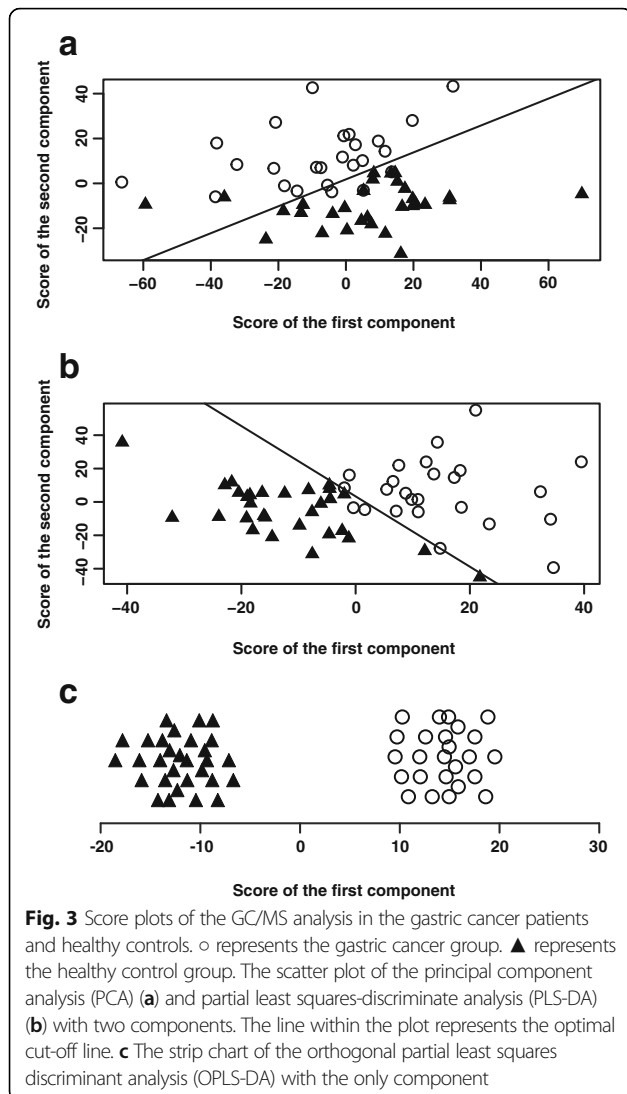 a
Score of the second component
40
20
0
−20
−60 −40 −20 0 20 40 60
Score of the first component
b
Score of the second component
40
20
0
−20
−40
−40 −20 0 20 40
Score of the first component
c
-20 -10 0 10 20 30
Score of the first component
Fig. 3 Score plots of the GC/MS analysis in the gastric cancer patients
and healthy controls. ○ represents the gastric cancer group. ▲ represents
the healthy control group. The scatter plot of the principal component
analysis (PCA) (a) and partial least squares-discriminate analysis (PLS-DA)
(b) with two components. The line within the plot represents the optimal
cut-off line. c The strip chart of the orthogonal partial least squares
discriminant analysis (OPLS-DA) with the only component